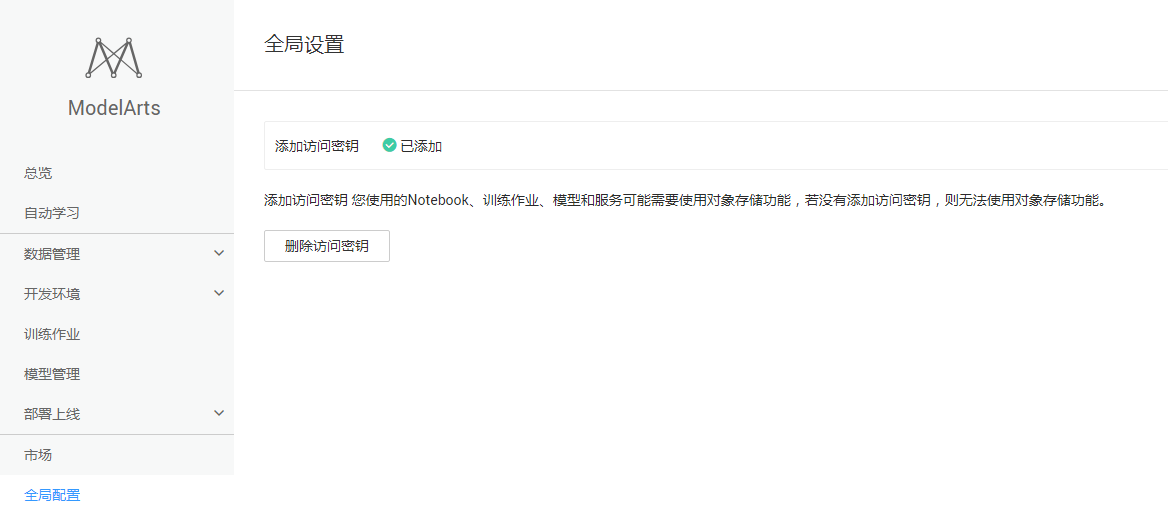 ModelArts
总览
自动学习
数据管理
开发环境
训练作业
模型管理
部署上线
市场
全局配置
全局设置
添加访问密钥 已添加
添加访问密钥 您使用的Notebook、训练作业、模型和服务可能需要使用对象存储功能，若没有添加访问密钥，则无法使用对象存储功能。
删除访问密钥